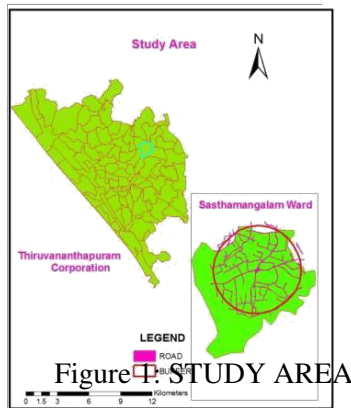 Study Area
N
Sasthamangalam Ward
Thiruvananthapuram
Corporation
LEGEND
ROAD
BUFFER
Kilometers
0 1.5 3 6 9 12
Figure 1: STUDY AREA